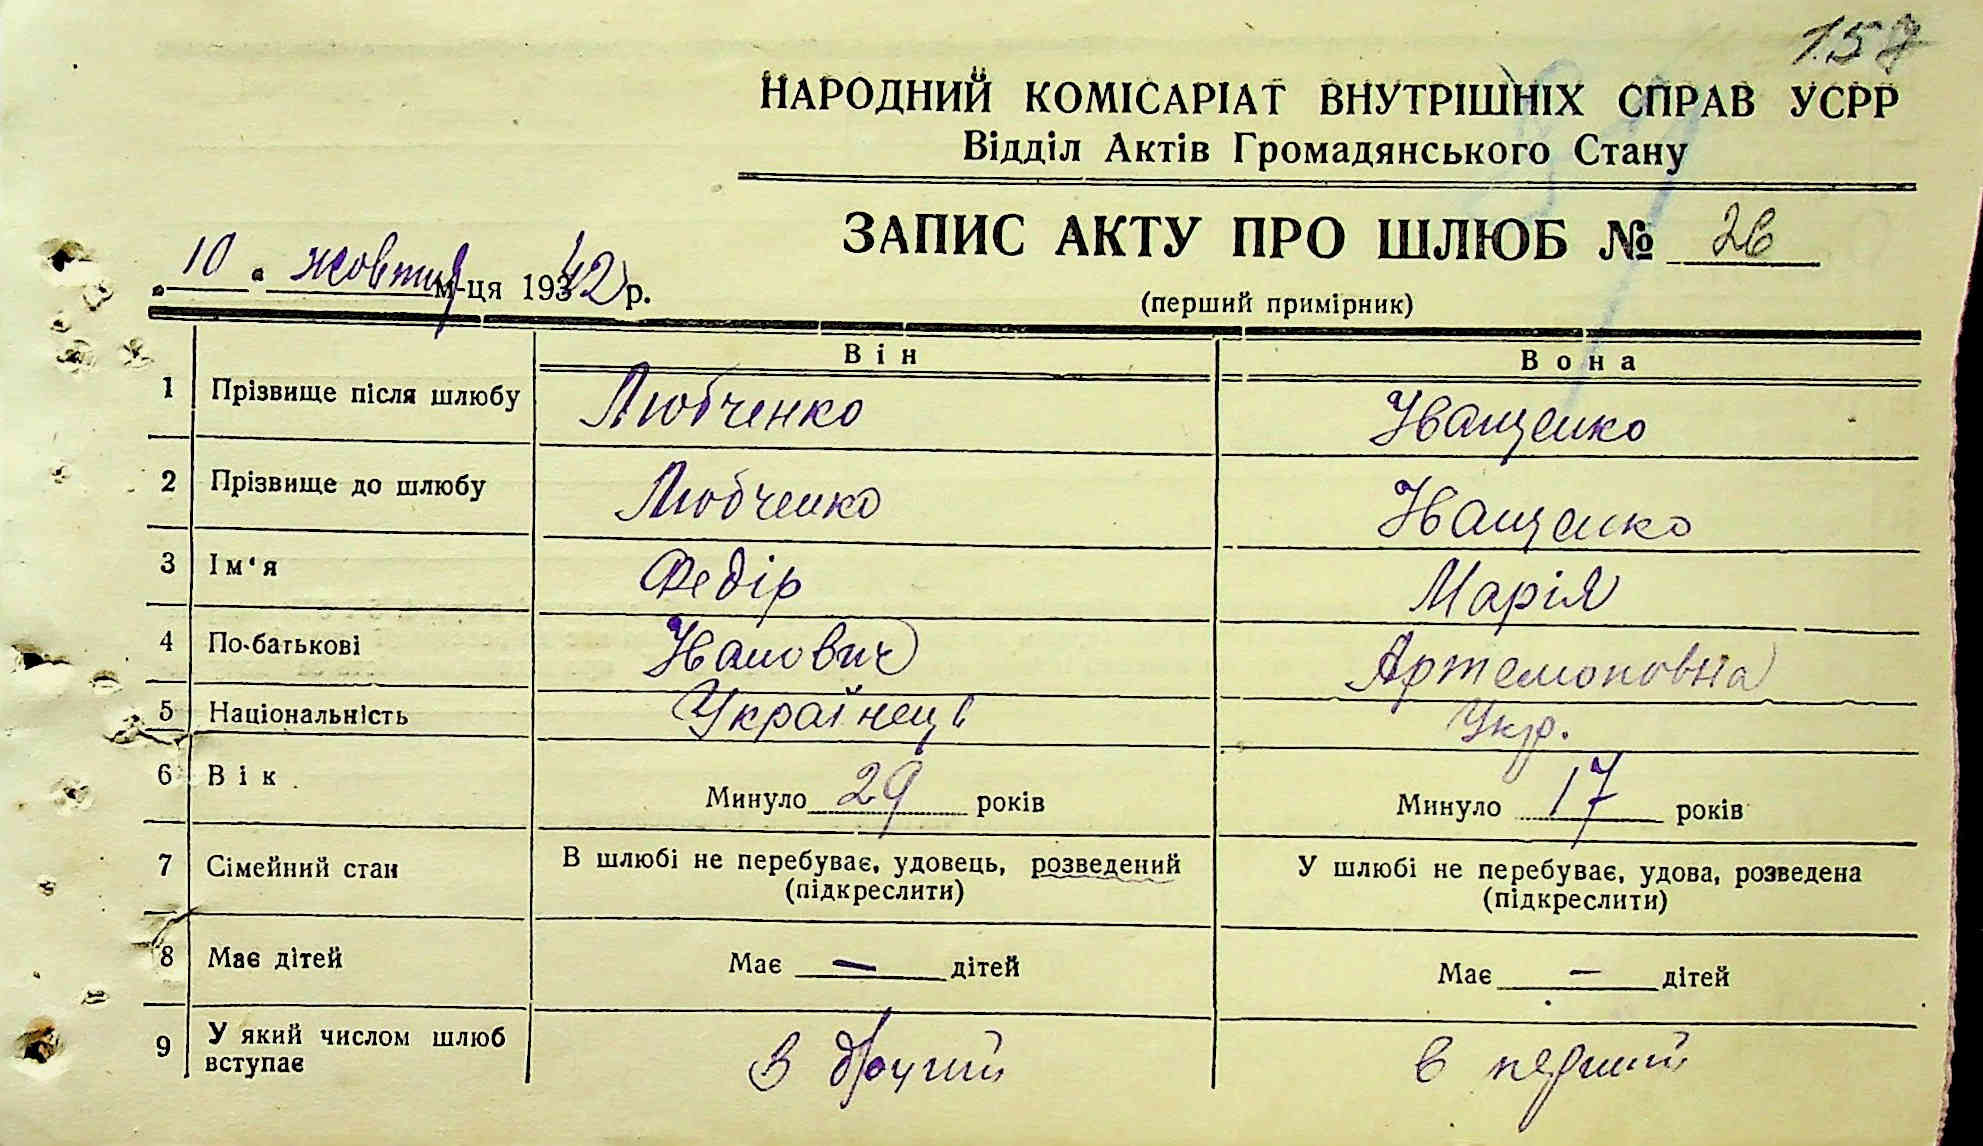 157
НАРОДНИЙ КОМІСАРІАТ ВНУТРІШНІХ СПРАВ УСРР
Відділ Актів Громадянського Стану
ЗАПИС АКТУ ПРО ШЛЮБ № 26
„ 10 " жовтня м-ця 1942 р.
(перший примірник)
Він Вона
1 Прізвище після шлюбу Любченко Іващенко
2 Прізвище до шлюбу Любченко Іващенко
3 Ім'я Федір Марія
4 По-батькові Іванович Артемоновна
5 Національність Українець Укр.
6 Вік Минуло 29 років Минуло 17 років
7 Сімейний стан В шлюбі не перебуває, удовець, розведений У шлюбі не перебуває, удова, розведена
(підкреслити) (підкреслити)
8 Має дітей Має — дітей Має — дітей
9 У який числом шлюб вступає в другий в перший